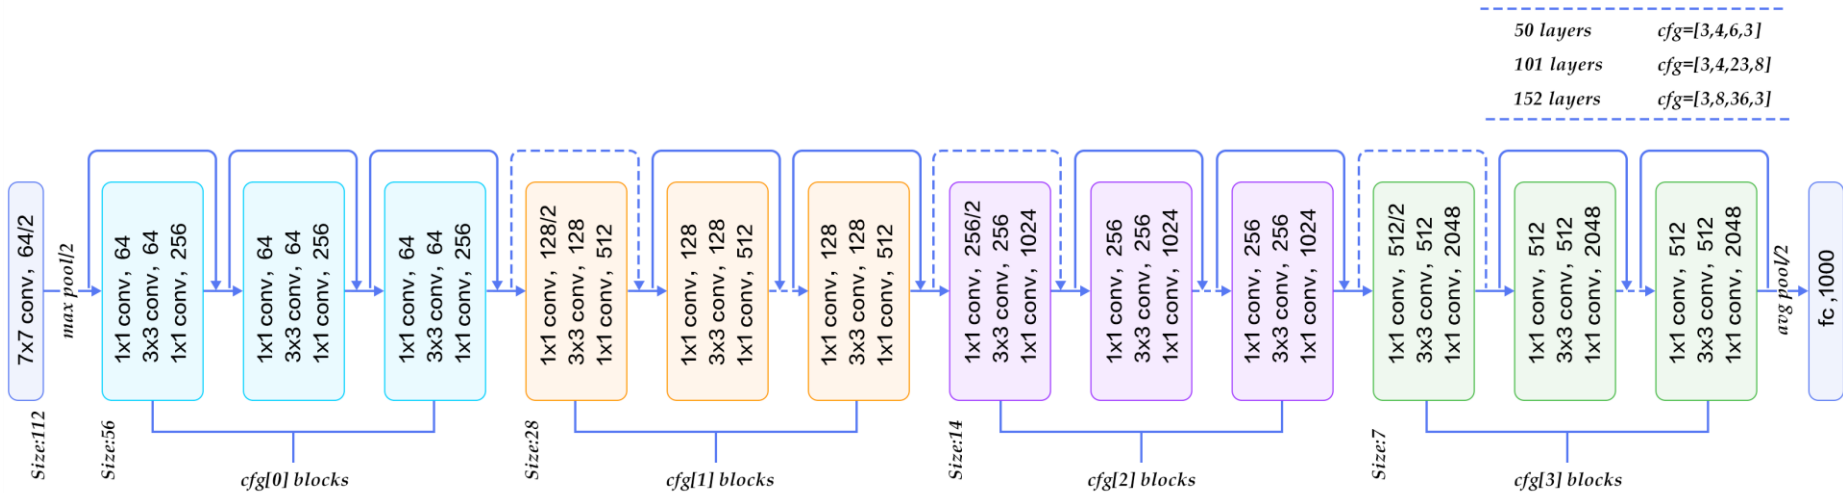 50 layers cfg=[3,4,6,3]
101 layers cfg=[3,4,23,8]
152 layers cfg=[3,8,36,3]
7x7 conv, 64/2
max pool/2
1x1 conv, 64
3x3 conv, 64
1x1 conv, 256
1x1 conv, 64
3x3 conv, 64
1x1 conv, 256
1x1 conv, 64
3x3 conv, 64
1x1 conv, 256
1x1 conv, 128/2
3x3 conv, 128
1x1 conv, 512
1x1 conv, 128
3x3 conv, 128
1x1 conv, 512
1x1 conv, 128
3x3 conv, 128
1x1 conv, 512
1x1 conv, 256/2
3x3 conv, 256
1x1 conv, 1024
1x1 conv, 256
3x3 conv, 256
1x1 conv, 1024
1x1 conv, 256
3x3 conv, 256
1x1 conv, 1024
1x1 conv, 512/2
3x3 conv, 512
1x1 conv, 2048
1x1 conv, 512
3x3 conv, 512
1x1 conv, 2048
1x1 conv, 512
3x3 conv, 512
1x1 conv, 2048
avg pool/2
fc ,1000
Size:112
Size:56
cfg[0] blocks
Size:28
cfg[1] blocks
Size:14
cfg[2] blocks
Size:7
cfg[3] blocks